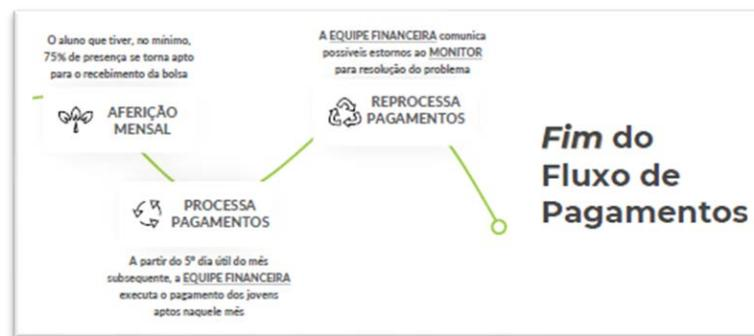 O aluno que tiver, no mínimo,
75% de presença se torna apto
para o recebimento da bolsa
AFERIÇÃO
MENSAL
PROCESSA
PAGAMENTOS
A partir do 5º dia útil do mês
subsequente, a EQUIPE FINANCEIRA
executa o pagamento dos jovens
aptos naquele mês
A EQUIPE FINANCEIRA comunica
possíveis estornos ao MONITOR
para resolução do problema
REPROCESSA
PAGAMENTOS
Fim do
Fluxo de
Pagamentos